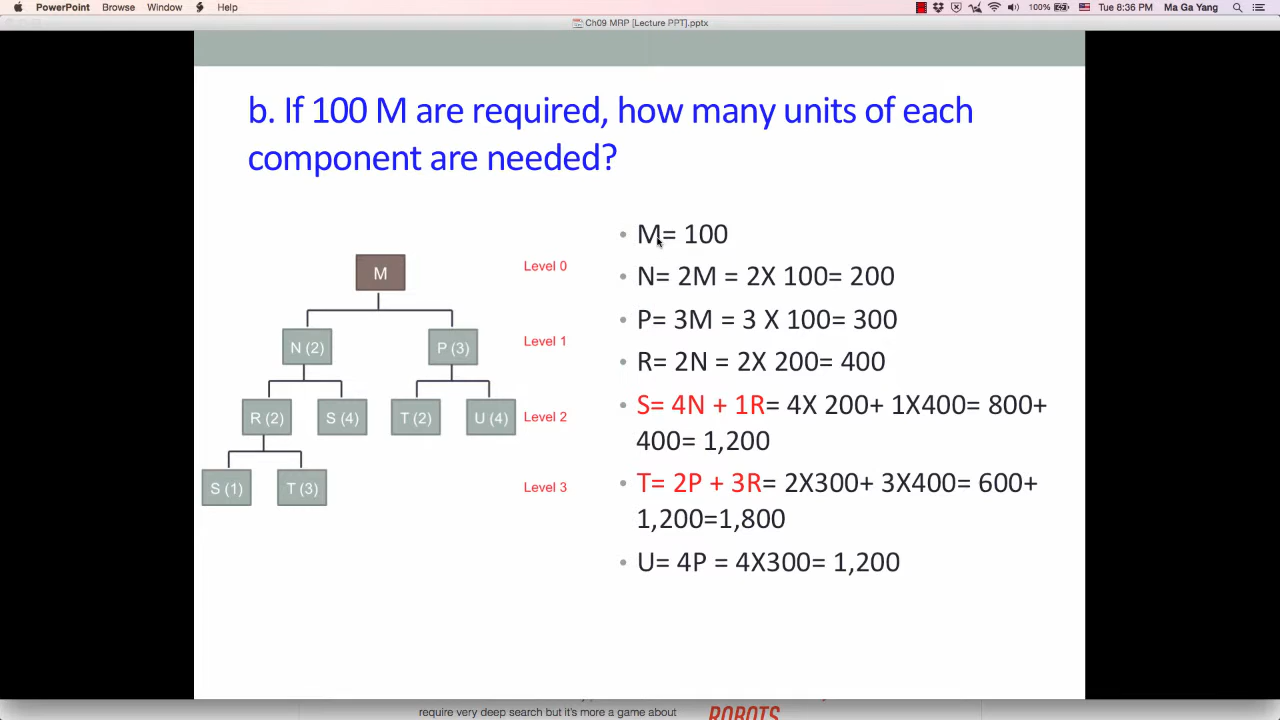 PowerPoint Browse Window Help 100% Tue 8:36 PM Ma Ga Yang
Ch09 MRP [Lecture PPT].pptx
b. If 100 M are required, how many units of each
component are needed?
M
Level 0
N (2)
P (3)
Level 1
R (2)
S (4)
T (2)
U (4)
Level 2
S (1)
T (3)
Level 3
• M= 100
• N= 2M = 2X 100= 200
• P= 3M = 3 X 100= 300
• R= 2N = 2X 200= 400
• S= 4N + 1R= 4X 200+ 1X400= 800+
400= 1,200
• T= 2P + 3R= 2X300+ 3X400= 600+
1,200=1,800
• U= 4P = 4X300= 1,200
require very deep search but it's more a game about
ROBOTS